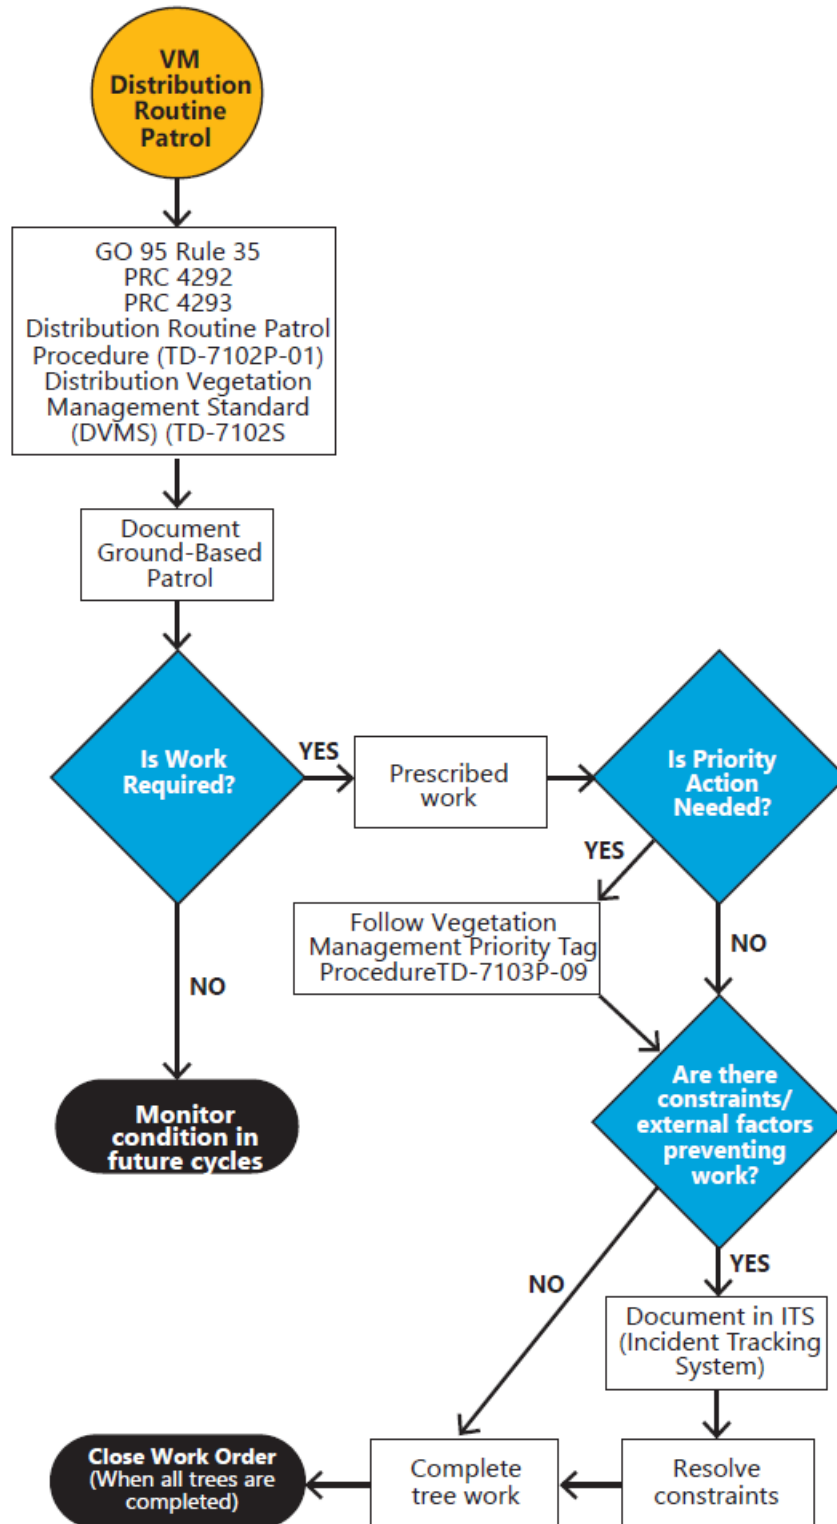 VM
Distribution
Routine
Patrol
GO 95 Rule 35
PRC 4292
PRC 4293
Distribution Routine Patrol
Procedure (TD-7102P-01)
Distribution Vegetation
Management Standard
(DVMS) (TD-7102S
Document
Ground-Based
Patrol
Is Work
Required?
YES
Prescribed
work
Is Priority
Action
Needed?
YES
Follow Vegetation
Management Priority Tag
ProcedureTD-7103P-09
NO
NO
Monitor
condition in
future cycles
Are there
constraints/
external factors
preventing
work?
NO
YES
Document in ITS
(Incident Tracking
System)
Resolve
constraints
Complete
tree work
Close Work Order
(When all trees are
completed)